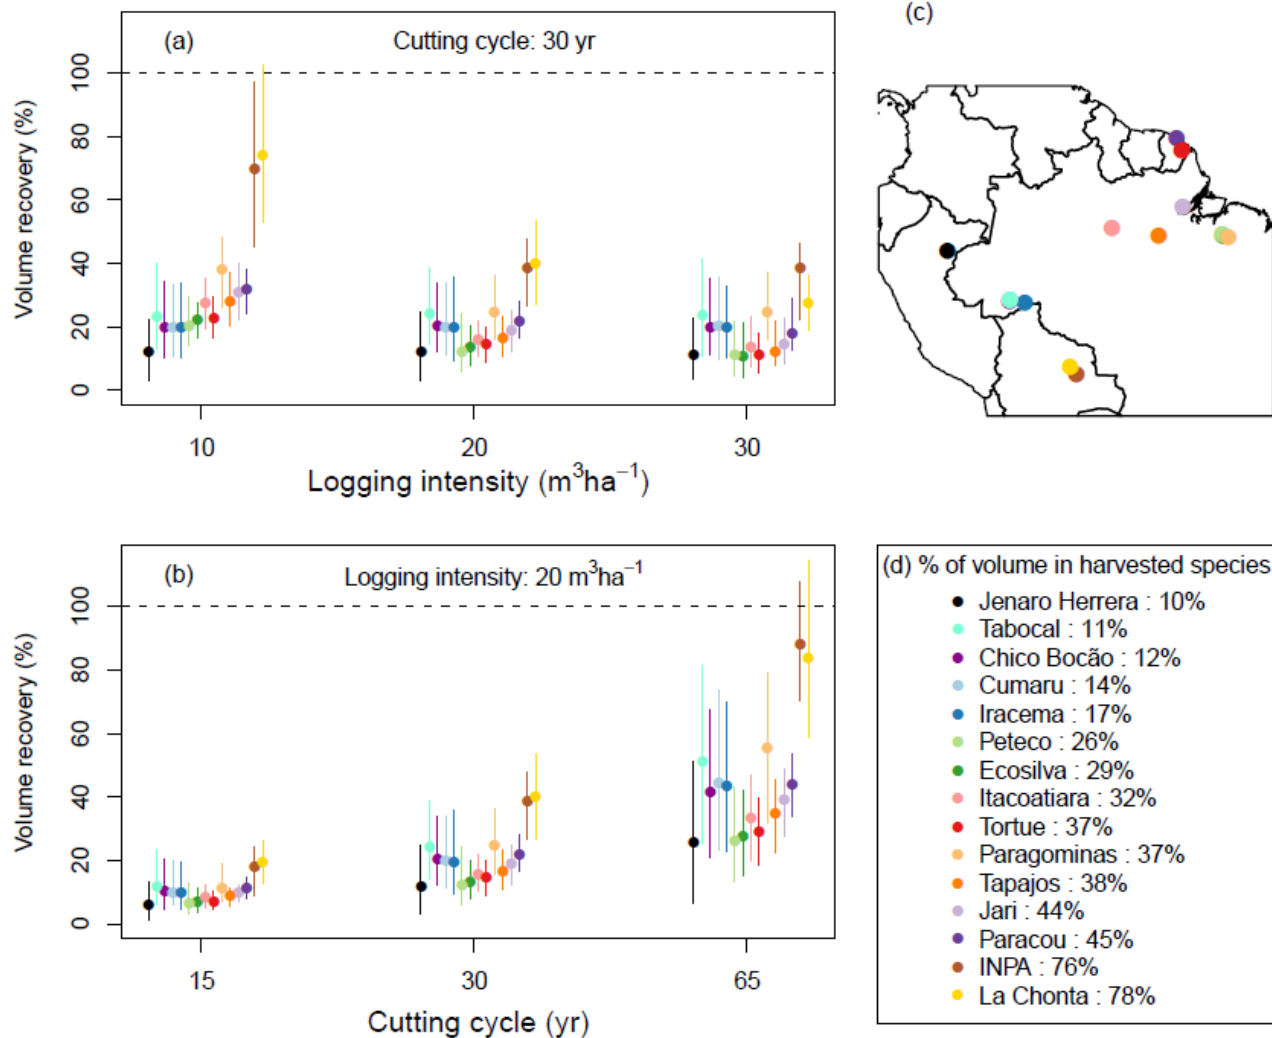 (a)
Cutting cycle: 30 yr
Volume recovery (%)
100
80
60
40
20
0
10
20
30
Logging intensity (m³ha⁻¹)
(c)
(b)
Logging intensity: 20 m³ha⁻¹
Volume recovery (%)
100
80
60
40
20
0
15
30
65
Cutting cycle (yr)
(d) % of volume in harvested species
Jenaro Herrera : 10%
Tabocal : 11%
Chico Bocão : 12%
Cumaru : 14%
Iracema : 17%
Peteco : 26%
Ecosilva : 29%
Itacoatiara : 32%
Tortue : 37%
Paragominas : 37%
Tapajos : 38%
Jari : 44%
Paracou : 45%
INPA : 76%
La Chonta : 78%